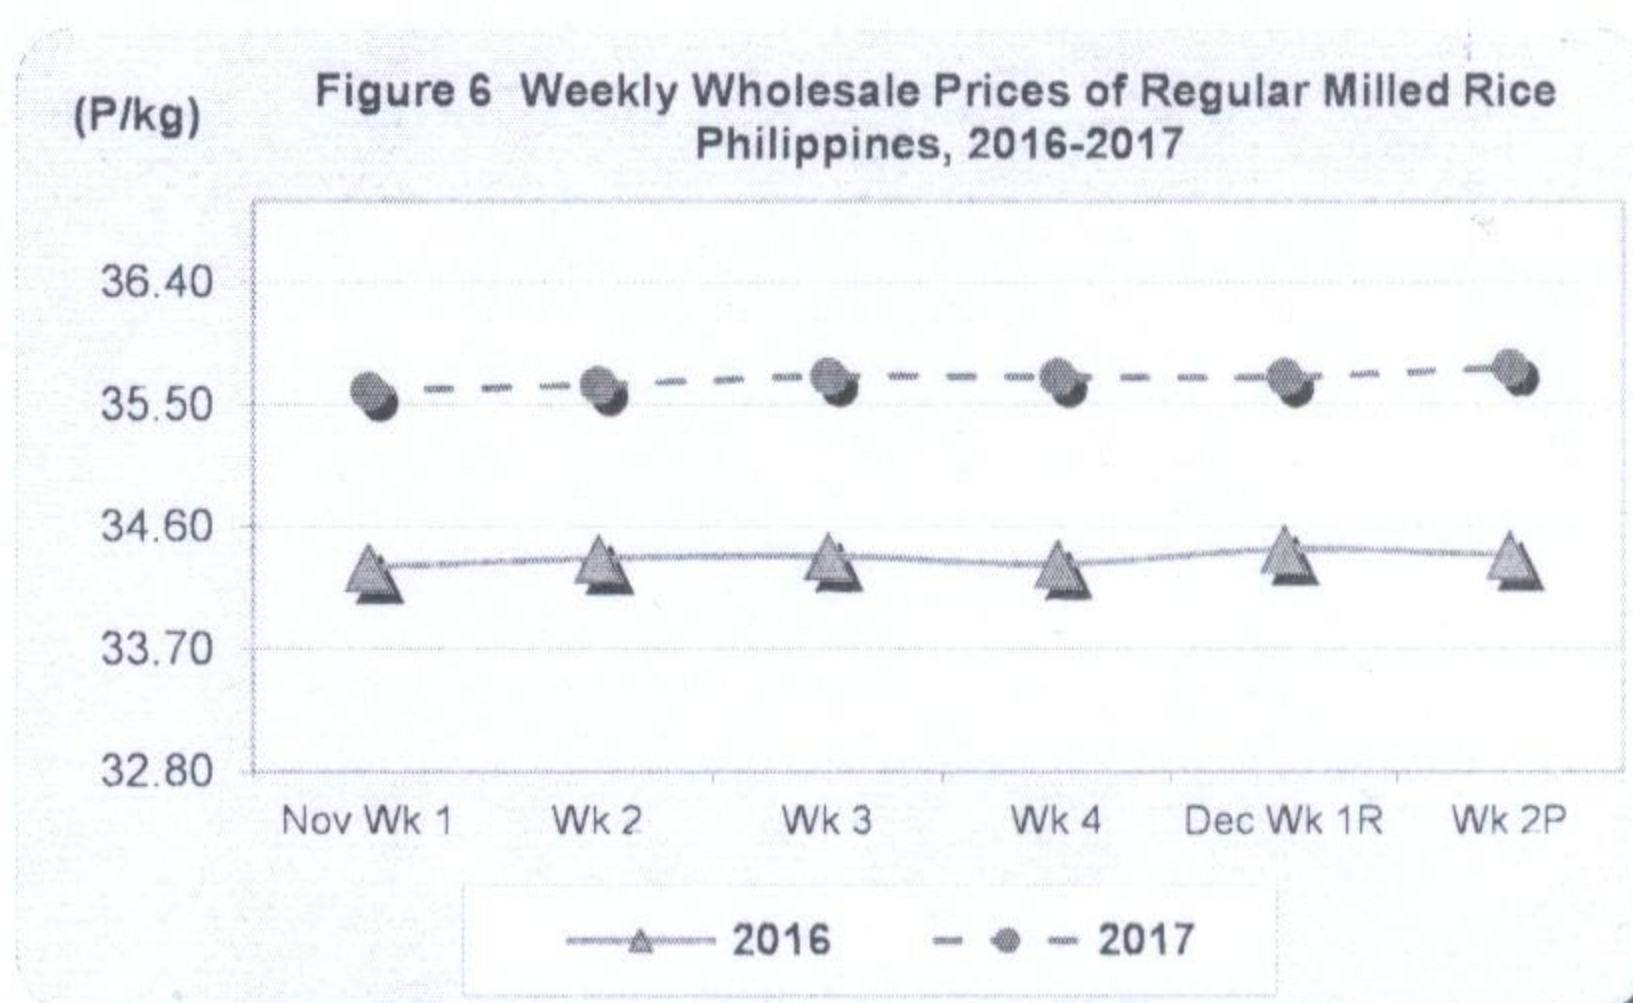 (P/kg)
Figure 6 Weekly Wholesale Prices of Regular Milled Rice
Philippines, 2016-2017
36.40
35.50
34.60
33.70
32.80
Nov Wk 1 Wk 2 Wk 3 Wk 4 Dec Wk 1R Wk 2P
2016 2017